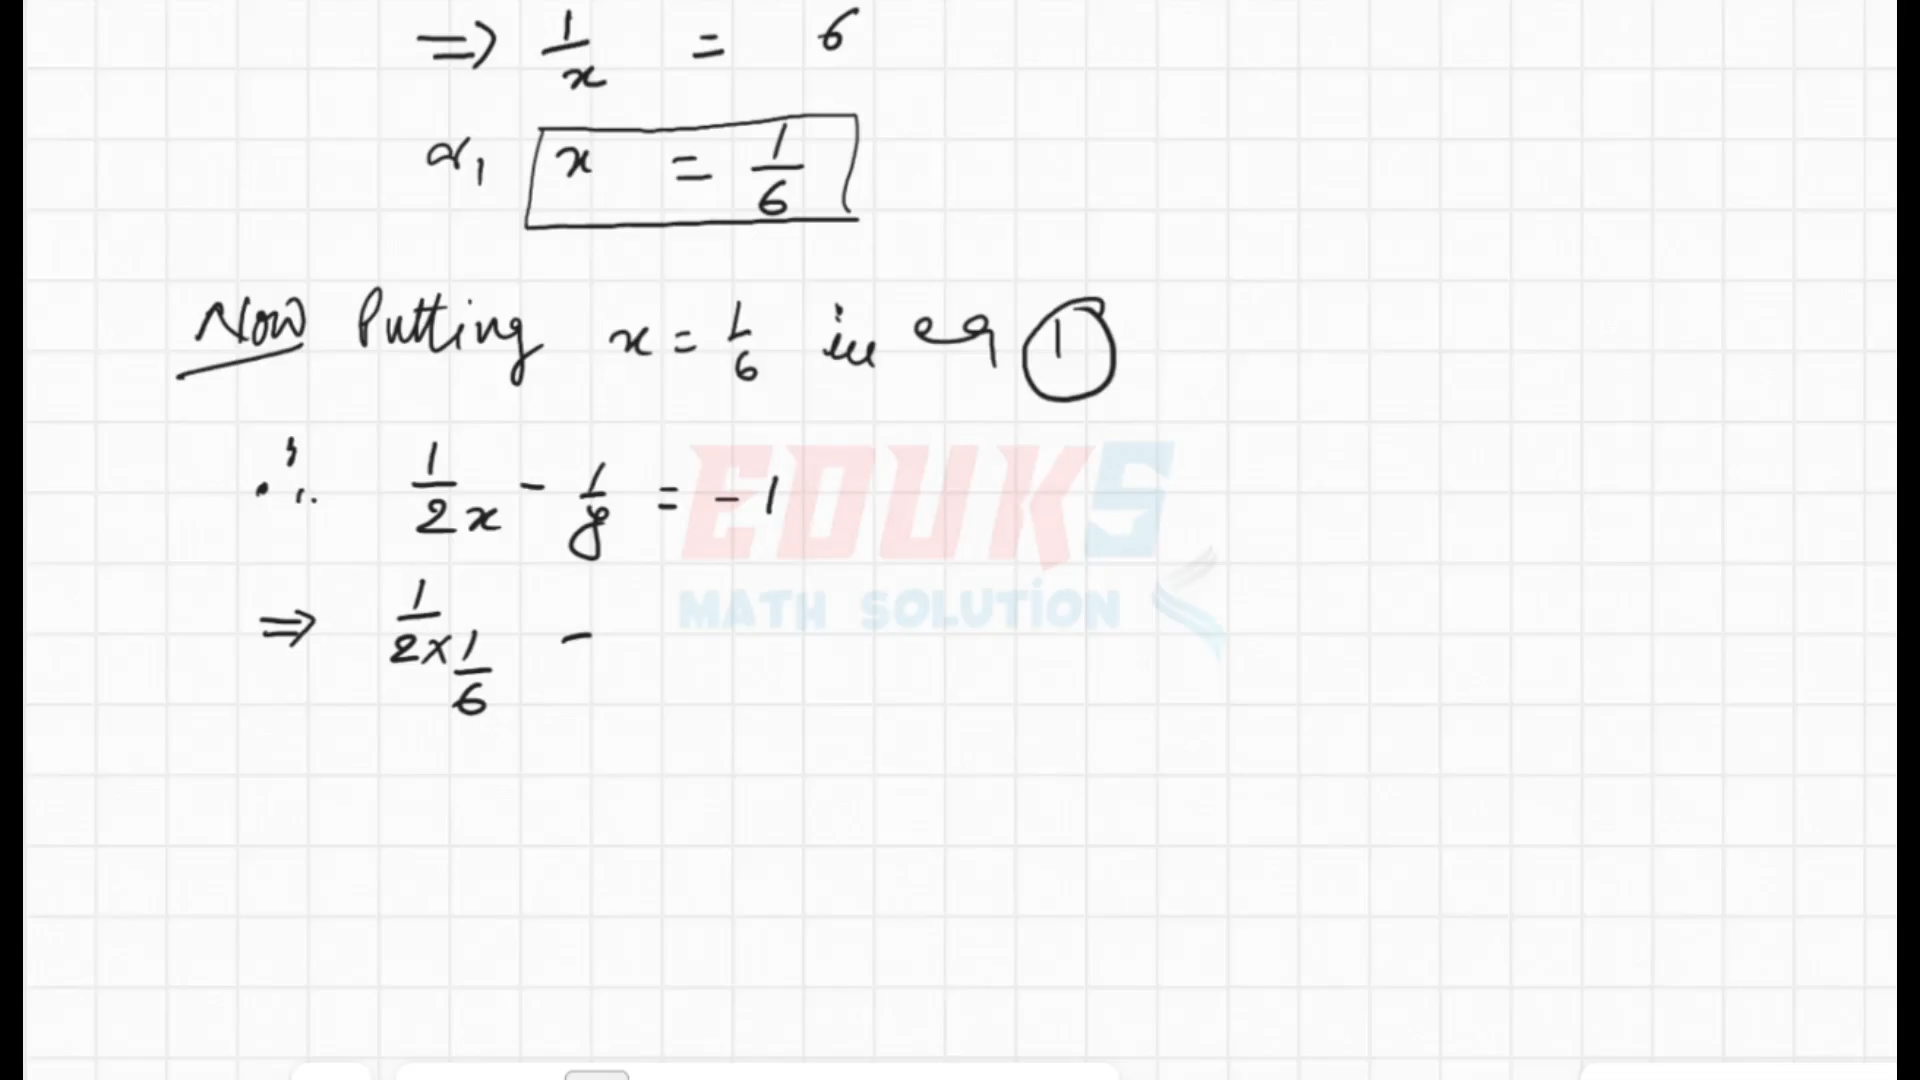 => 1/x = 6
or, x = 1/6
Now Putting x = 1/6 in eq 1
∴ 1/2x - 1/y = -1
=> 1/(2×1/6) -
EDUKS
MATH SOLUTION